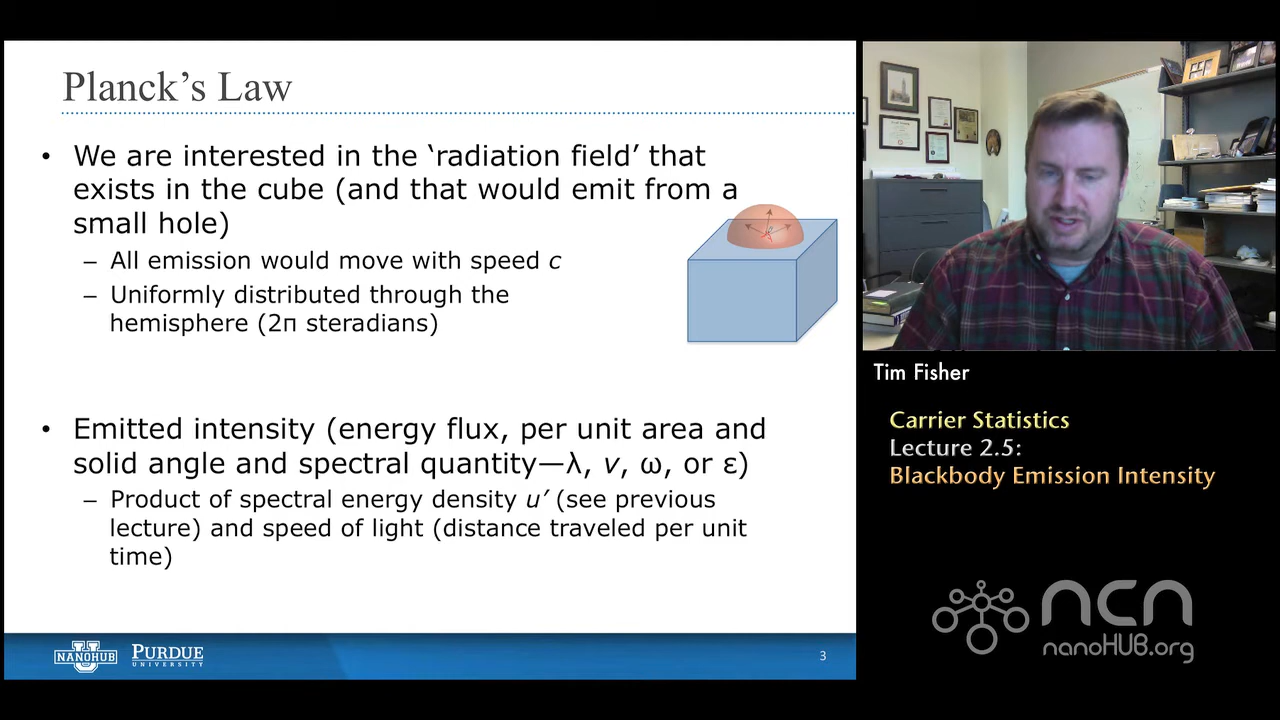 Planck’s Law
• We are interested in the ‘radiation field’ that
exists in the cube (and that would emit from a
small hole)
– All emission would move with speed c
– Uniformly distributed through the
hemisphere (2π steradians)
• Emitted intensity (energy flux, per unit area and
solid angle and spectral quantity—λ, ν, ω, or ε)
– Product of spectral energy density u’ (see previous
lecture) and speed of light (distance traveled per unit
time)
NANOHUB U
PURDUE
UNIVERSITY
3
Tim Fisher
Carrier Statistics
Lecture 2.5:
Blackbody Emission Intensity
ncn
nanoHUB.org